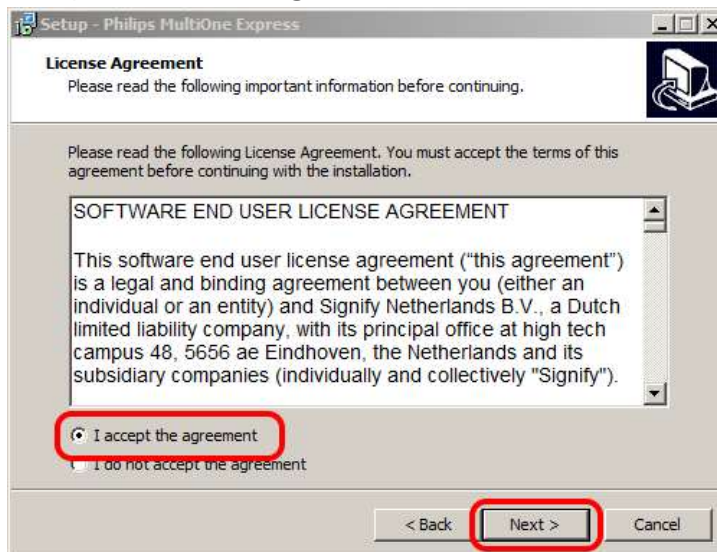 Setup - Philips MultiOne Express
License Agreement
Please read the following important information before continuing.
Please read the following License Agreement. You must accept the terms of this
agreement before continuing with the installation.
SOFTWARE END USER LICENSE AGREEMENT
This software end user license agreement (“this agreement”)
is a legal and binding agreement between you (either an
individual or an entity) and Signify Netherlands B.V., a Dutch
limited liability company, with its principal office at high tech
campus 48, 5656 ae Eindhoven, the Netherlands and its
subsidiary companies (individually and collectively "Signify").
I accept the agreement
I do not accept the agreement
< Back Next > Cancel